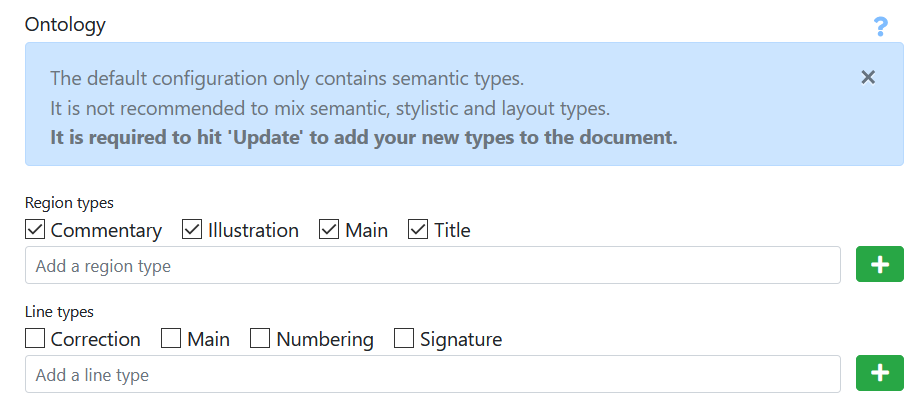 Ontology
?
The default configuration only contains semantic types.
It is not recommended to mix semantic, stylistic and layout types.
It is required to hit 'Update' to add your new types to the document.
Region types
Commentary Illustration Main Title
Add a region type
Line types
Correction Main Numbering Signature
Add a line type